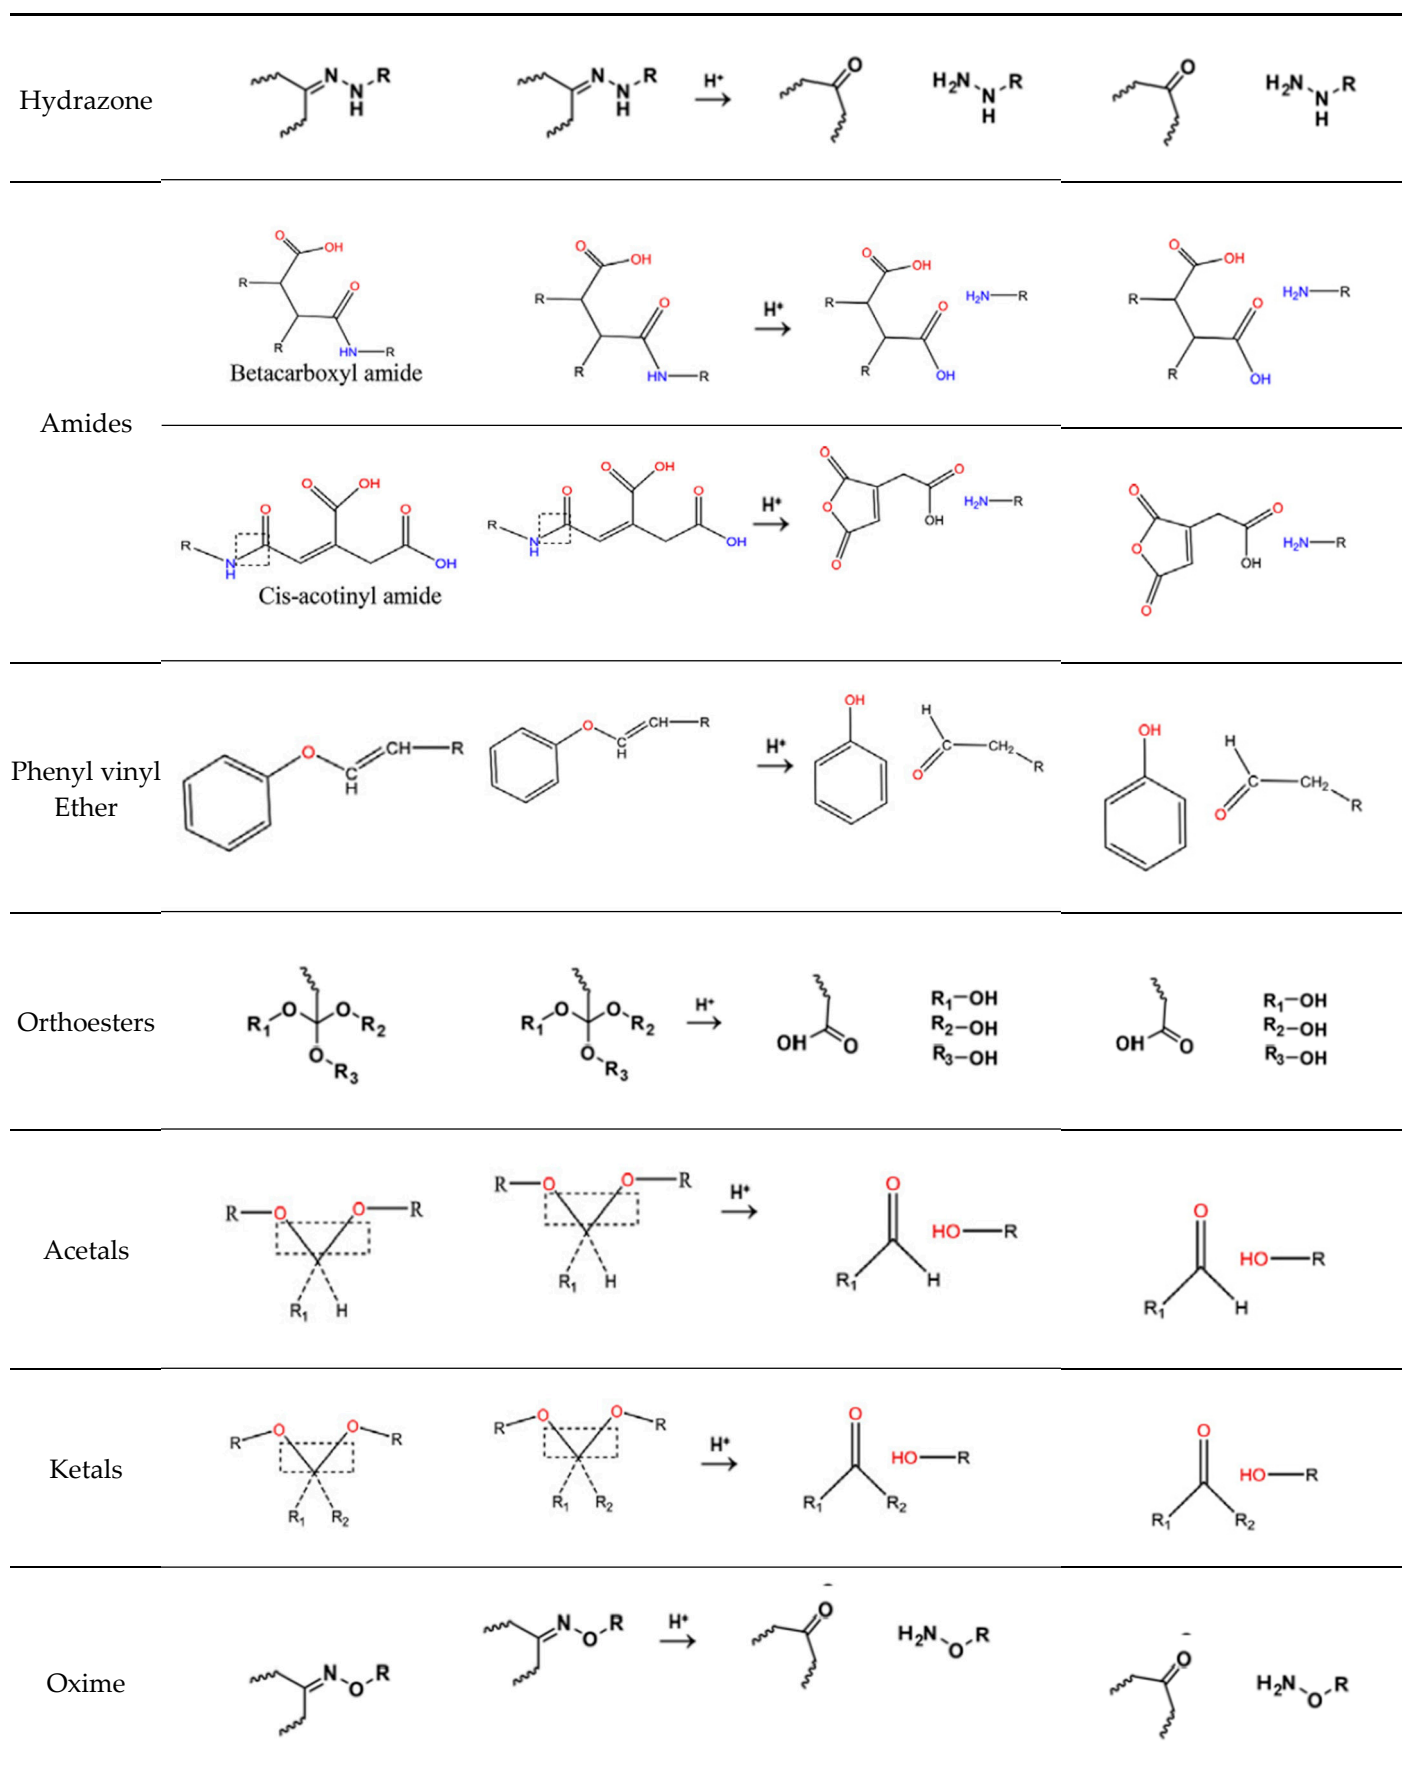 Hydrazone
N N H R
N N H R H⁺ O H₂N N H R
O H₂N N H R
Amides
O OH R O R HN R
Betacarboxyl amide
O OH R O R HN R H⁺ O OH R O R OH H₂N R
O OH R O R OH H₂N R
R N H O O OH O OH
Cis-acotinyl amide
R N H O O OH O OH H⁺ O O O O OH H₂N R
O O O O OH H₂N R
Phenyl vinyl
Ether
O C H CH R
O C H CH R H⁺ OH H C O CH₂ R
OH H C O CH₂ R
Orthoesters
R₁ O O R₂ O R₃
R₁ O O R₂ O R₃ H⁺ OH O
R₁–OH
R₂–OH
R₃–OH
OH O
R₁–OH
R₂–OH
R₃–OH
Acetals
R O O R R₁ H
R O O R R₁ H H⁺ O R₁ H HO R
O R₁ H HO R
Ketals
R O O R R₁ R₂
R O O R R₁ R₂ H⁺ O R₁ R₂ HO R
O R₁ R₂ HO R
Oxime
N O R
N O R H⁺ O H₂N O R
O H₂N O R